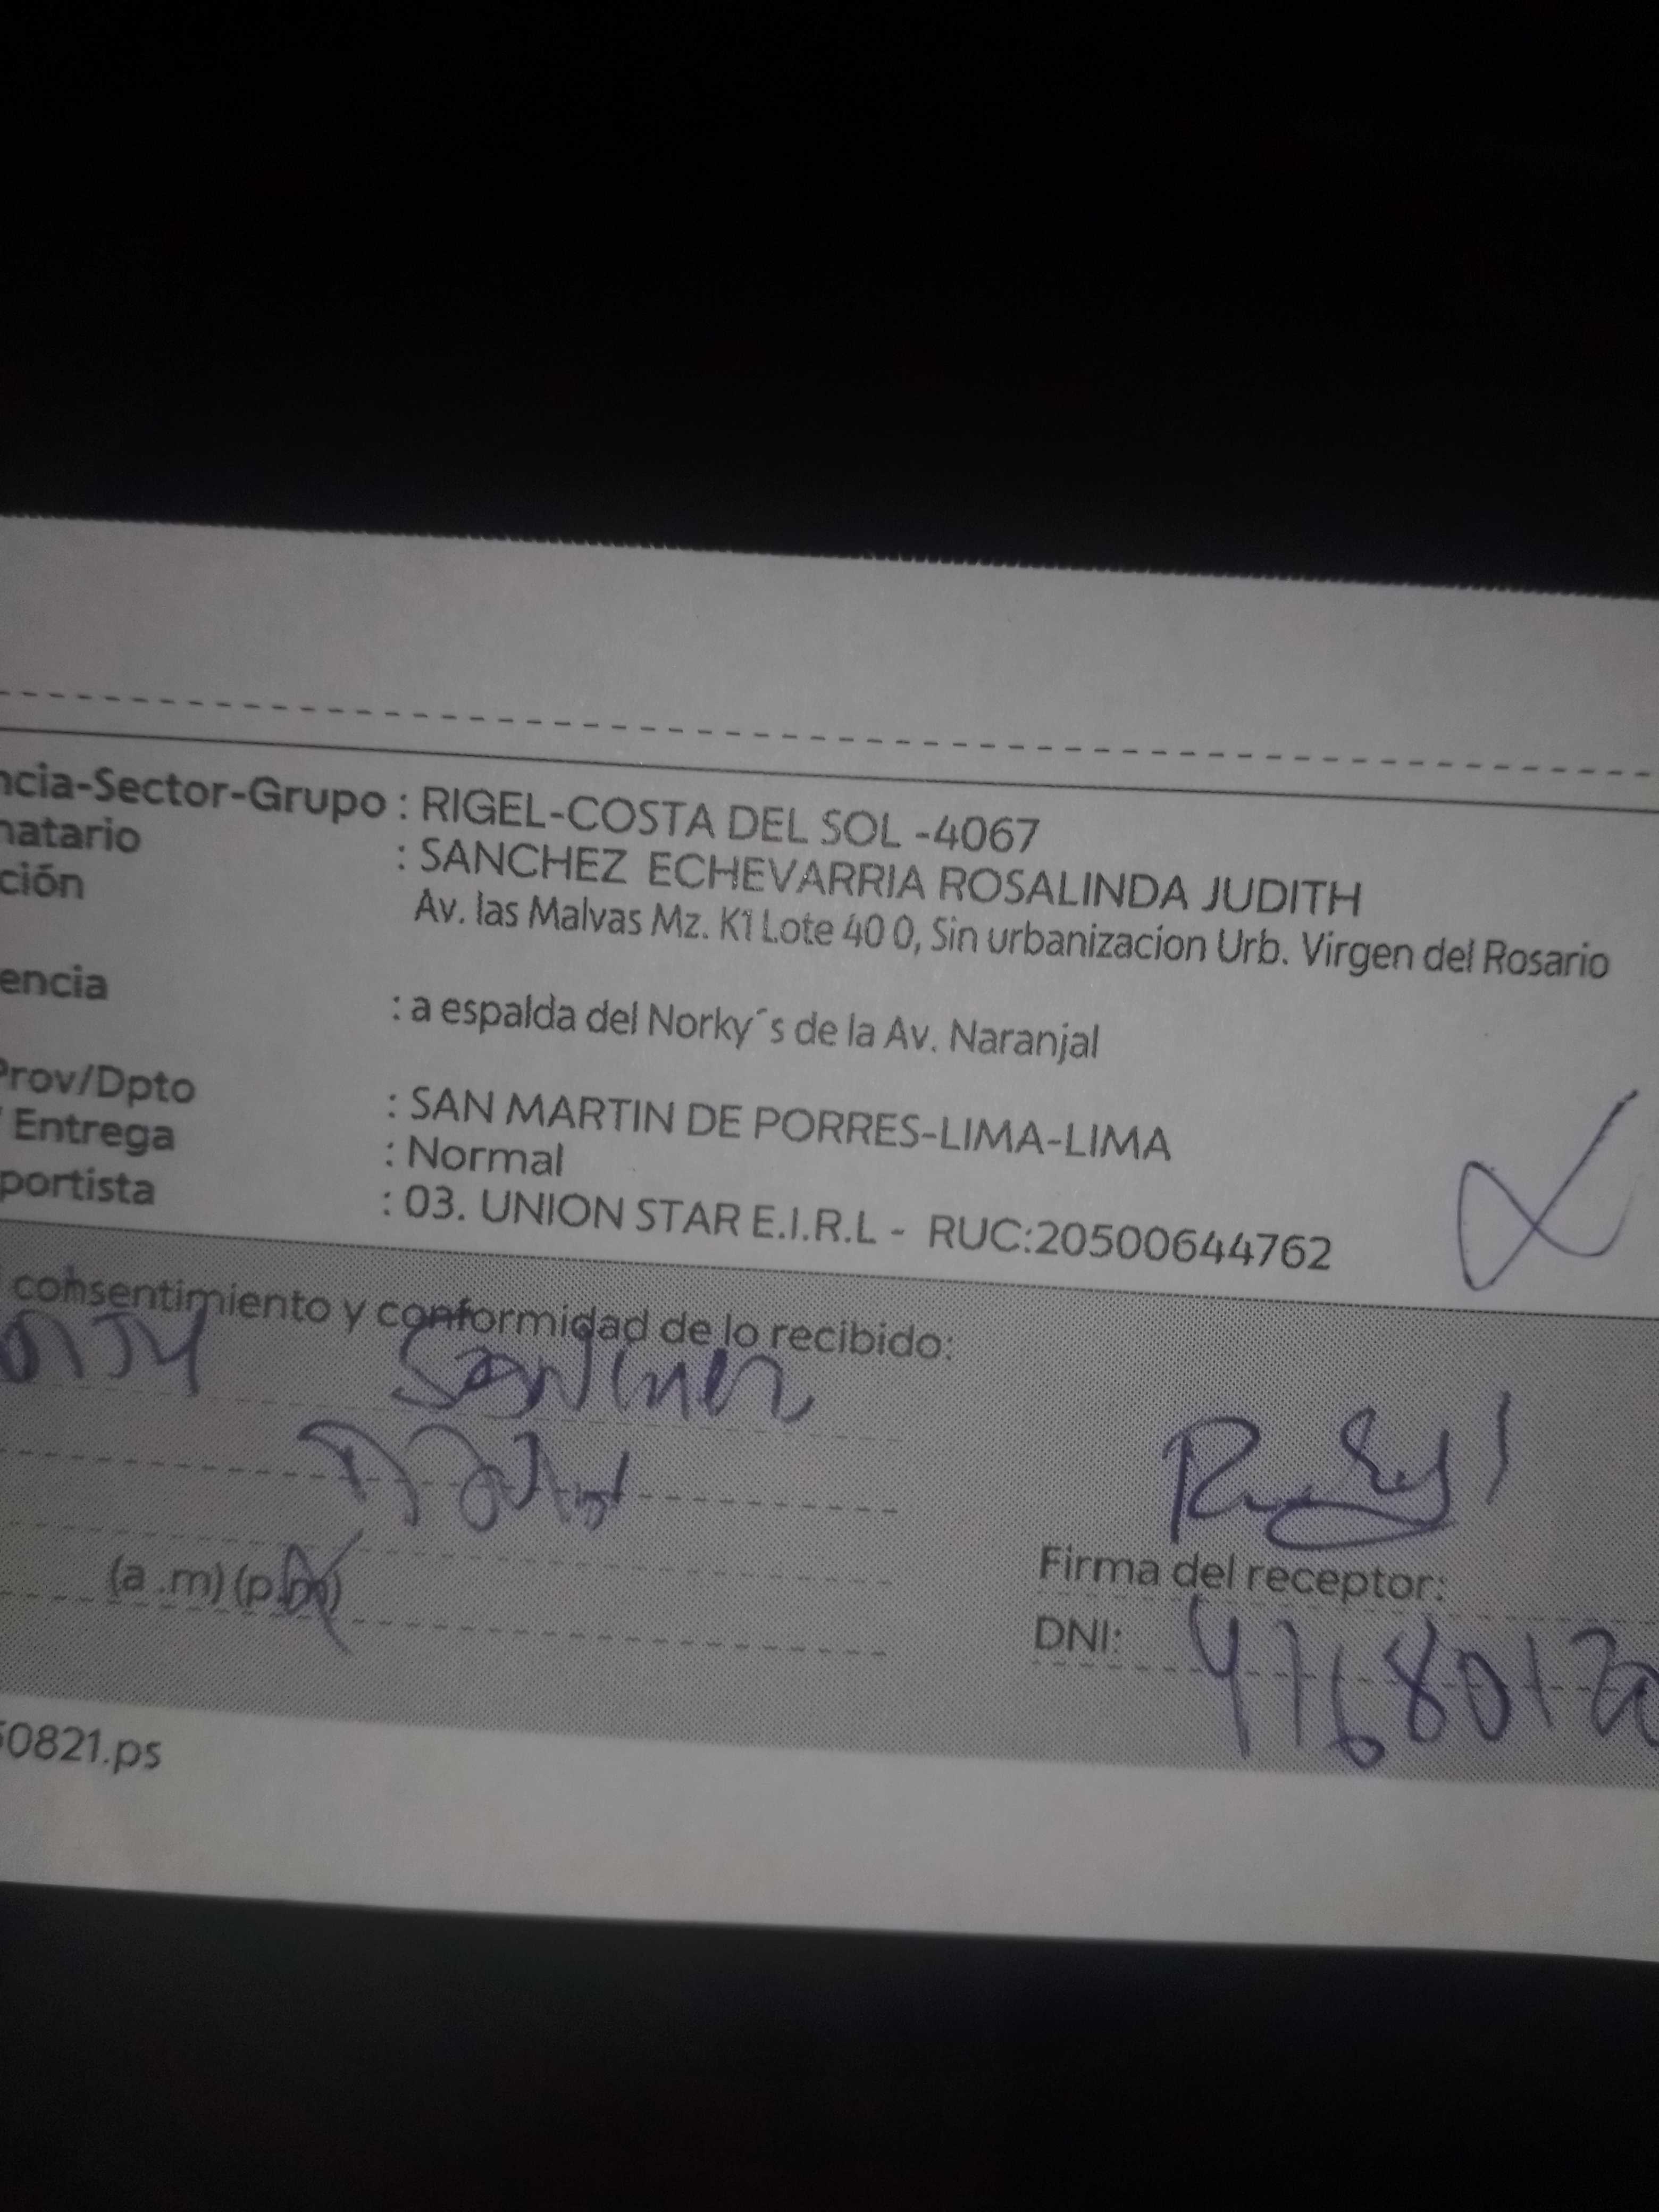 ncia-Sector-Grupo : RIGEL-COSTA DEL SOL -4067
natario : SANCHEZ ECHEVARRIA ROSALINDA JUDITH
ción Av. las Malvas Mz. K1 Lote 40 0, Sin urbanizacion Urb. Virgen del Rosario
encia : a espalda del Norky´s de la Av. Naranjal
Prov/Dpto : SAN MARTIN DE PORRES-LIMA-LIMA
Entrega : Normal
portista : 03. UNION STAR E.I.R.L - RUC:20500644762
consentimiento y conformidad de lo recibido:
Sanchez
(a .m) (p.m)
Firma del receptor:
DNI: 47680120
50821.ps